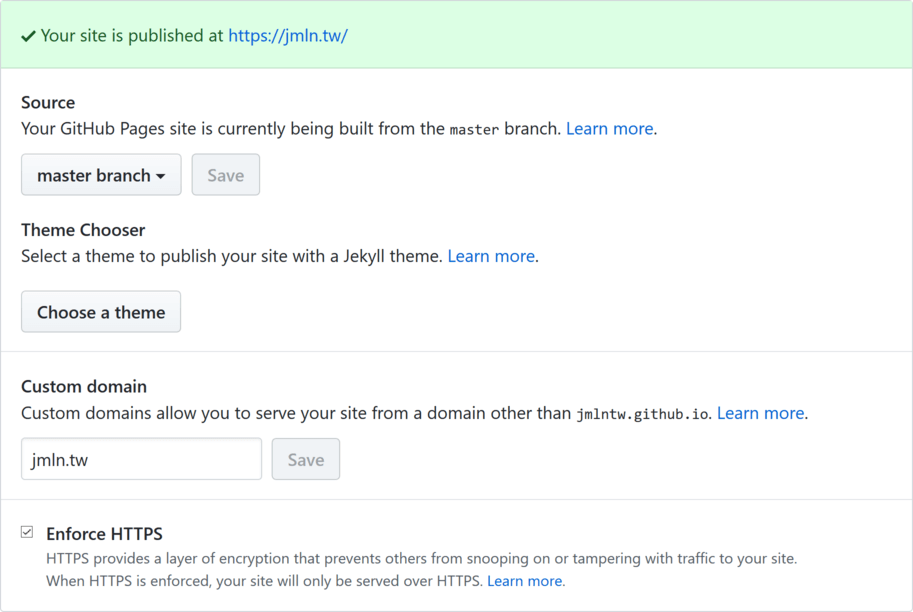 Your site is published at https://jmln.tw/
Source
Your GitHub Pages site is currently being built from the master branch. Learn more.
master branch
Save
Theme Chooser
Select a theme to publish your site with a Jekyll theme. Learn more.
Choose a theme
Custom domain
Custom domains allow you to serve your site from a domain other than jmlntw.github.io. Learn more.
jmln.tw
Save
Enforce HTTPS
HTTPS provides a layer of encryption that prevents others from snooping on or tampering with traffic to your site.
When HTTPS is enforced, your site will only be served over HTTPS. Learn more.